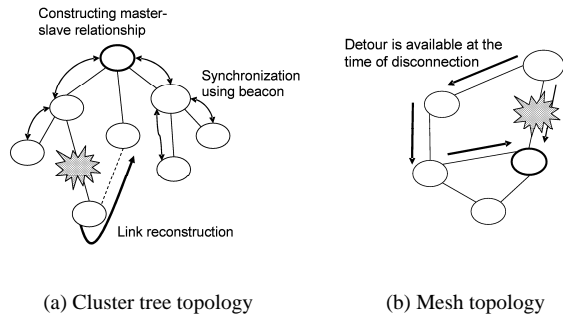 Constructing master-
slave relationship
Synchronization
using beacon
Link reconstruction
Detour is available at the
time of disconnection
(a) Cluster tree topology
(b) Mesh topology